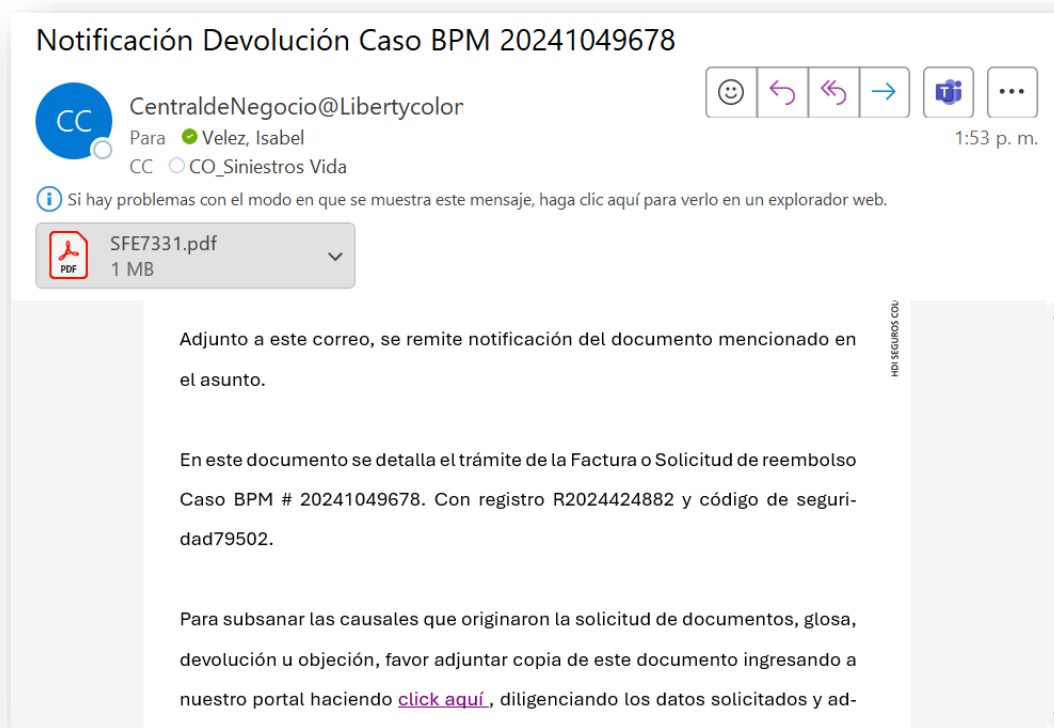 Notificación Devolución Caso BPM 20241049678
CC
CentraldeNegocio@Libertycolor
Para Velez, Isabel
CC CO_Siniestros Vida
1:53 p. m.
Si hay problemas con el modo en que se muestra este mensaje, haga clic aquí para verlo en un explorador web.
PDF
SFE7331.pdf
1 MB
HDI SEGUROS COL
Adjunto a este correo, se remite notificación del documento mencionado en
el asunto.
En este documento se detalla el trámite de la Factura o Solicitud de reembolso
Caso BPM # 20241049678. Con registro R2024424882 y código de seguri-
dad79502.
Para subsanar las causales que originaron la solicitud de documentos, glosa,
devolución u objeción, favor adjuntar copia de este documento ingresando a
nuestro portal haciendo click aquí , diligenciando los datos solicitados y ad-